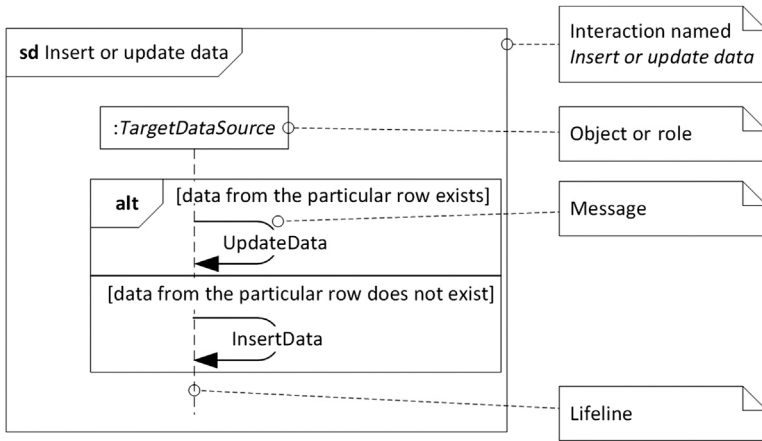 sd Insert or update data
Interaction named
Insert or update data
:TargetDataSource
Object or role
alt
[data from the particular row exists]
Message
UpdateData
[data from the particular row does not exist]
InsertData
Lifeline